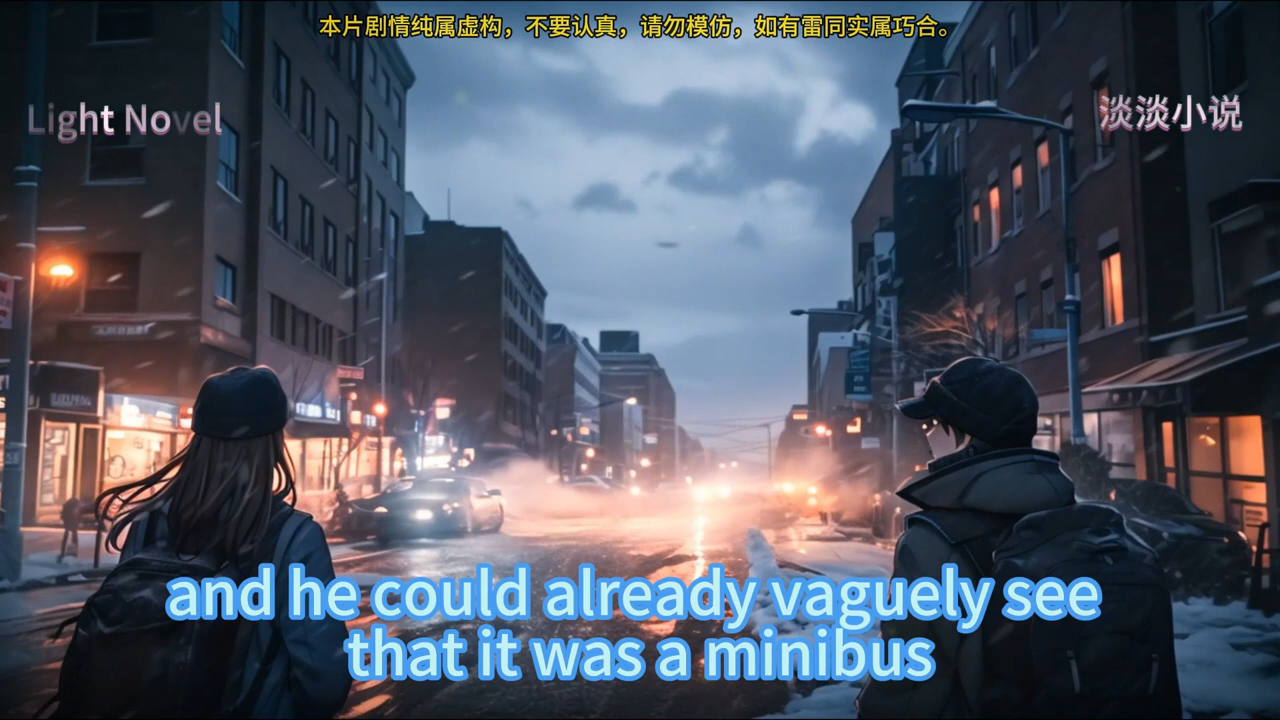 本片剧情纯属虚构，不要认真，请勿模仿，如有雷同实属巧合。
Light Novel
淡淡小说
and he could already vaguely see
that it was a minibus